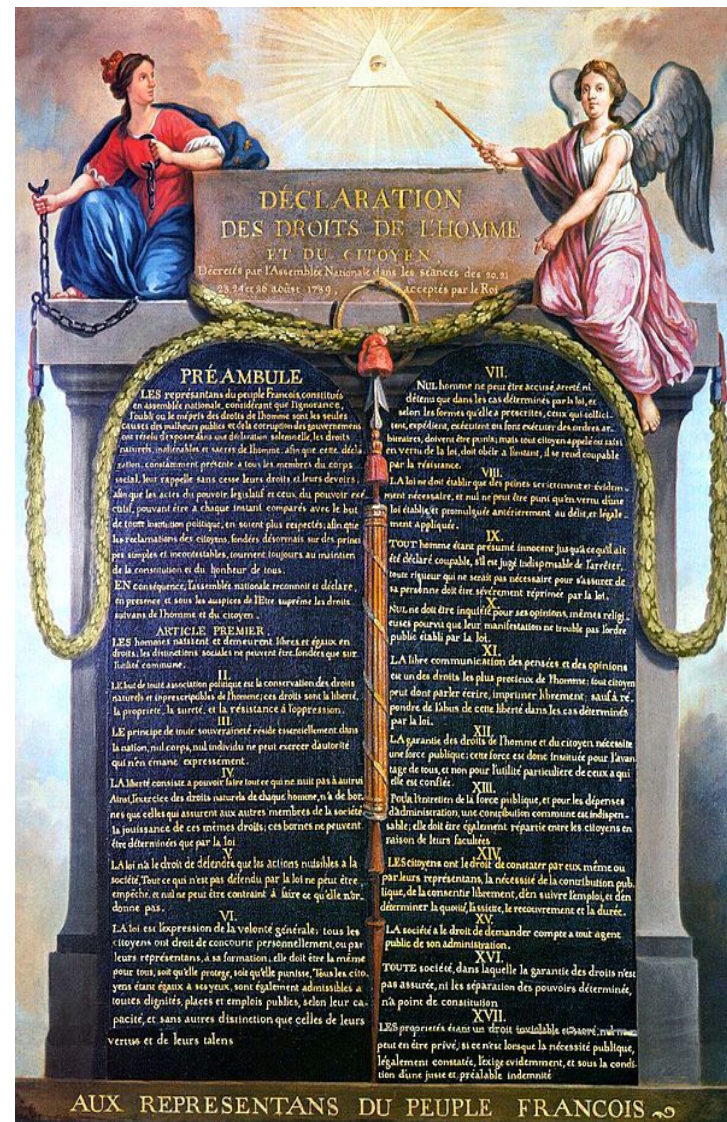 DÉCLARATION
DES DROITS DE L'HOMME
ET DU CITOYEN,
Décretés par l'Assemblée Nationale dans les séances des 20, 21
23, 24 et 26 aoûst 1789, acceptés par le Roi
PRÉAMBULE
LES représantans du peuple François, constitués
en assemblée nationale, considérant que l'ignorance,
l'oubli ou le mépris des droits de l'homme sont les seules
causes des malheurs publics et de la corruption des gouvernemens
ont résolu d'exposer dans une déclaration solemnelle, les droits
naturels, inaliénables et sacrés de l'homme; afin que cette décla
ration, constamment présente a tous les membres du corps
social, leur rappelle sans cesse leurs droits et leurs devoirs;
afin que les actes du pouvoir législatif et ceux du pouvoir exé
cutif, pouvant être a chaque instant comparés avec le but
de toute institution politique, en soient plus respectés; afin que
les reclamations des citoyens, fondées désormais sur des princi
pes simples et incontestables, tournent toujours au maintien
de la constitution et du bonheur de tous.
EN conséquence, l'assemblée nationale reconnoit et déclare,
en presence et sous les auspices de l'Etre suprême les droits
suivans de l'homme et du citoyen.
ARTICLE PREMIER.
LES hommes naissent et demeurent libres et égaux en
droits; les distinctions sociales ne peuvent être fondées que sur
l'utilité commune.
II.
LE but de toute association politique est la conservation des droits
naturels et inprescriptibles de l'homme; ces droits sont la liberté,
la proprieté, la sureté, et la résistance à l'oppression.
III.
LE principe de toute souveraineté réside essentiellement dans
la nation, nul corps, nul individu ne peut exercer d'autorité
qui n'en émane expressément.
IV.
LA liberté consiste a pouvoir faire tout ce qui ne nuit pas à autrui
Ainsi, l'exercice des droits naturels de chaque homme, n'a de bor
nes que celles qui assurent aux autres membres de la société
la jouissance de ces mêmes droits; ces bornes ne peuvent
être déterminées que par la loi
V.
LA loi n'a le droit de défendre que les actions nuisibles a la
société, Tout ce qui n'est pas défendu par la loi ne peut être
empêché, et nul ne peut être contraint à faire ce qu'elle n'or
donne pas.
VI.
LA loi est l'expression de la volonté générale; tous les
citoyens ont droit de concourir personnellement, ou par
leurs représentans, à sa formation; elle doit être la même
pour tous, soit qu'elle protege, soit qu'elle punisse, Tous les cito
yens étant égaux à ses yeux, sont également admissibles a
toutes dignités, places et emplois publics, selon leur ca
pacité, et sans autres distinction que celles de leurs
vertus et de leurs talens
VII.
NUL homme ne peut être accusé, arreté, ni
détenu que dans les cas déterminés par la loi, et
selon les formes qu'elle a prescrites, ceux qui sollici
tent, expédient, exécutent ou font exécuter des ordres ar
bitraires, doivent être punis; mais tout citoyen appelé ou saisi
en vertu de la loi, doit obéir a l'instant, il se rend coupable
par la résistance.
VIII.
LA loi ne doit établir que des peines strictement et évidem
ment nécessaire, et nul ne peut être puni qu'en vertu d'une
loi établie et promulguée antérierement au délit, et légale
ment appliquée.
IX.
TOUT homme étant présumé innocent jusqu'a ce qu'il ait
été déclaré coupable, s'il est jugé indispensable de l'arrêter,
toute rigueur qui ne serait pas nécessaire pour s'assurer de
sa personne doit être sévèrement réprimée par la loi.
X.
NUL ne doit être inquiété pour ses opinions, mêmes religi
euses pourvu que leur manifestation ne trouble pas l'ordre
public établi par la loi.
XI.
LA libre communication des pensées et des opinions
est un des droits les plus precieux de l'homme; tout citoyen
peut dont parler écrire, imprimer librement; sauf à ré
pondre de l'abus de cette liberté dans les cas déterminés
par la loi.
XII
LA garantie des droits de l'homme et du citoyen nécessite
une force publique; cette force est donc instituée pour l'avan
tage de tous, et non pour l'utilité particuliere de ceux a qui
elle est confiée.
XIII.
Pour l'entretien de la force publique, et pour les dépenses
d'administration, une contribution commune est indispen
sable; elle doit être également répartie entre les citoyens en
raison de leurs facultées
XIV.
LES citoyens ont le droit de constater par eux même ou
par leurs représentans, la nécessité de la contribution pub
lique, de la consentir librement, d'en suivre l'emploi, et d'en
déterminer la quotité, l'assiette, le recouvrement et la durée.
XV.
LA société a le droit de demander compte a tout agent
public de son administration.
XVI.
TOUTE société, dans laquelle la garantie des droits n'est
pas assurée, ni les séparation des pouvoirs déterminée,
n'a point de constitution
XVII.
LES proprietés étant un droit inviolable et sacré, nul ne
peut en être privé, si ce n'est lorsque la nécessité publique,
légalement constatée, l'exige evidemment, et sous la condi
tion d'une juste et préalable indemnité
AUX REPRESENTANS DU PEUPLE FRANCOIS